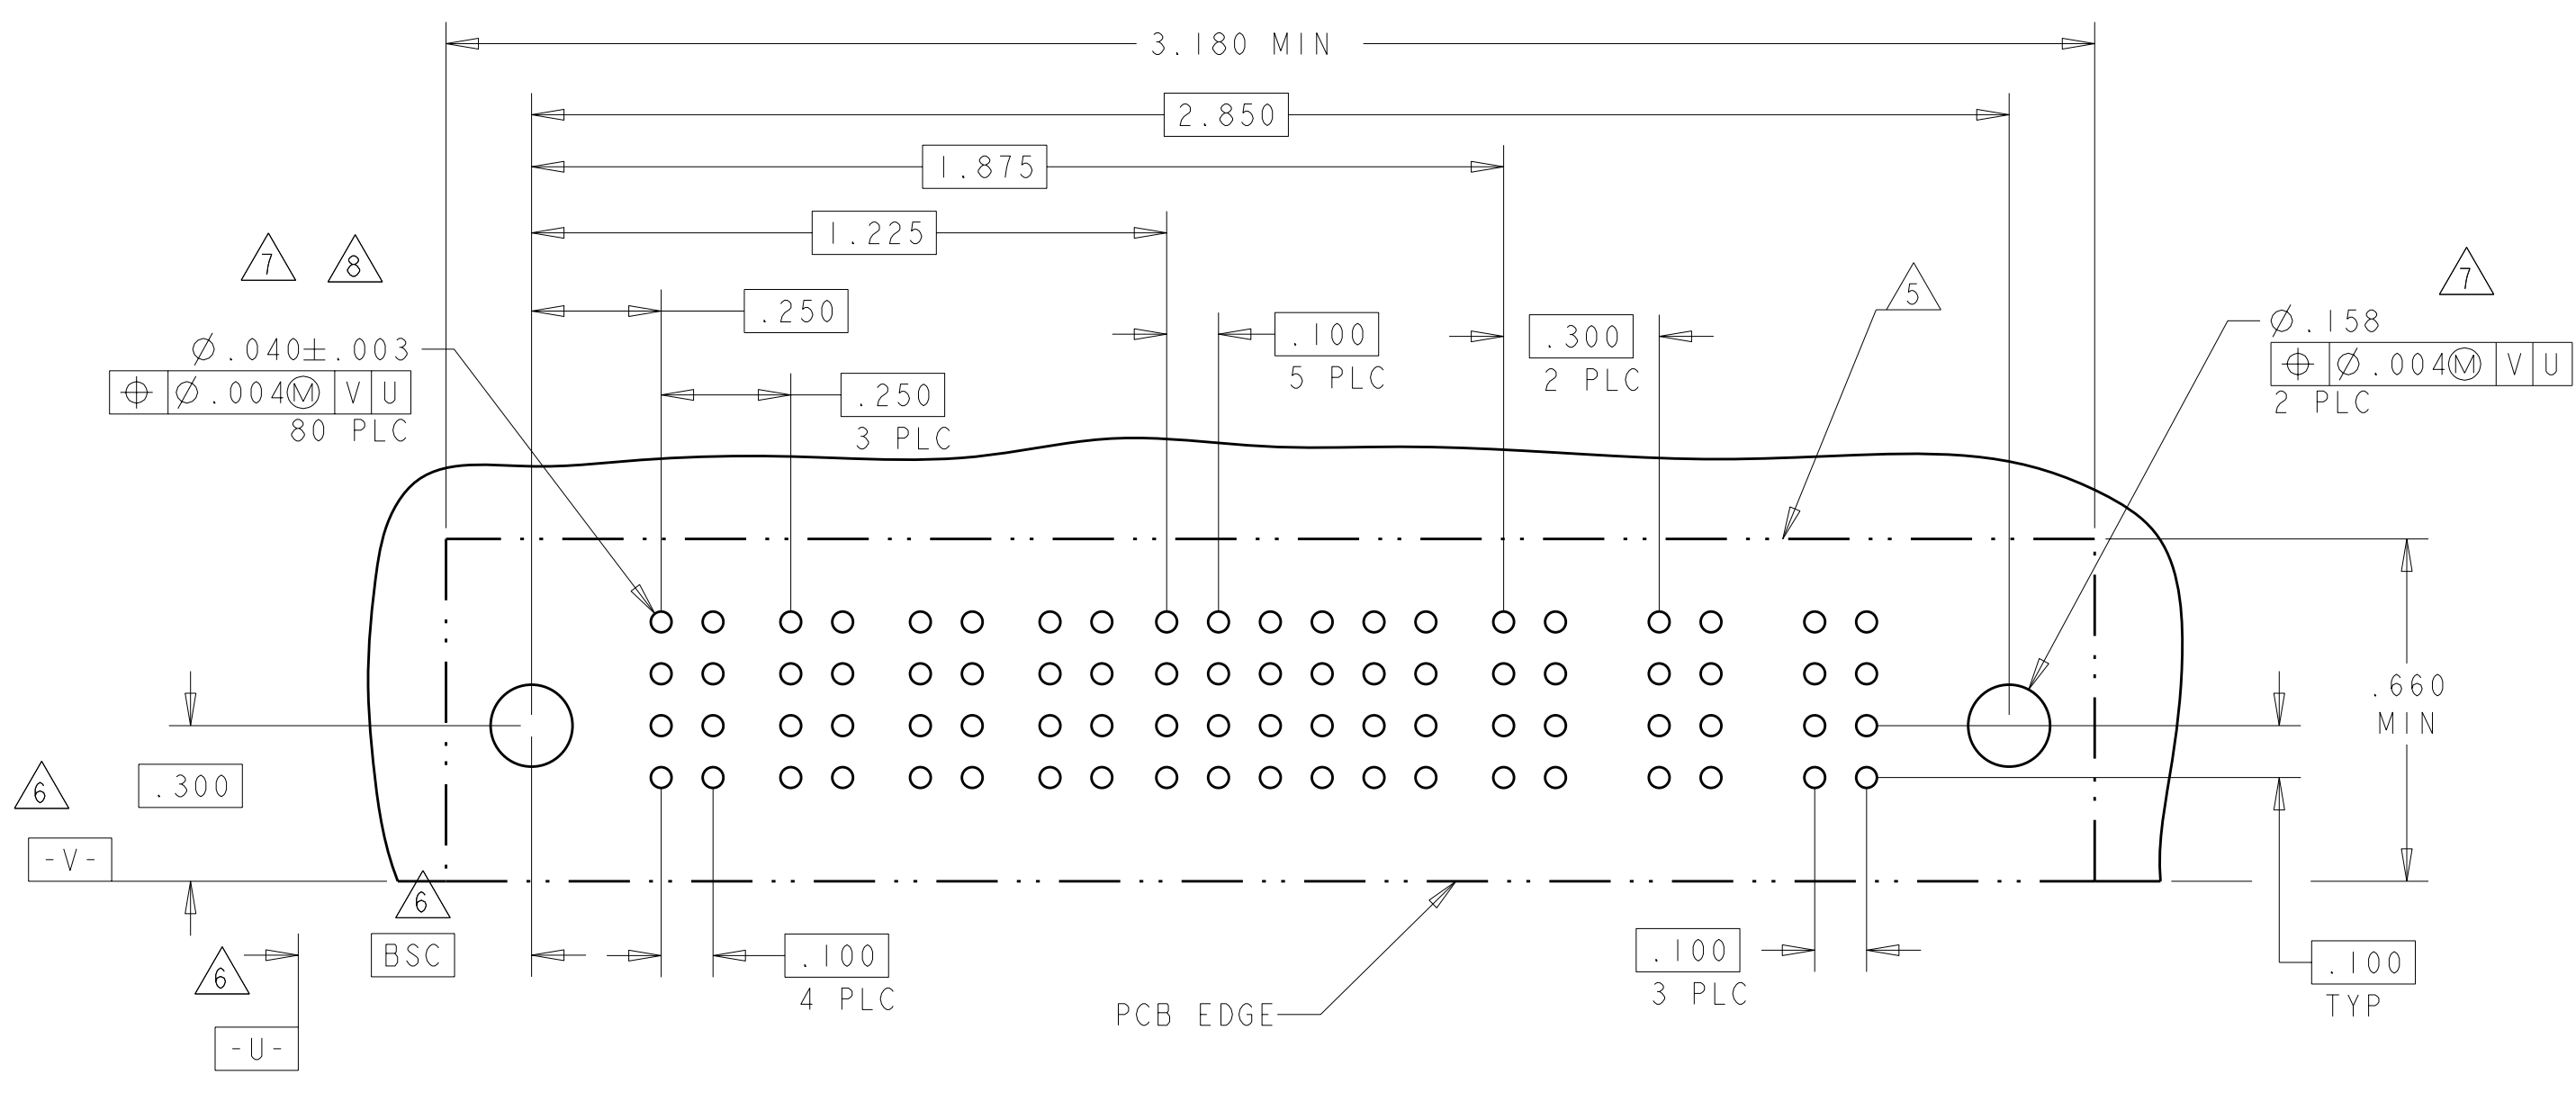 3.180 MIN
2.850
1.875
1.225
7 8
.250
5
7
Ø.040±.003
⌖ Ø.004Ⓜ V U
80 PLC
.250
3 PLC
.100
5 PLC
.300
2 PLC
Ø.158
⌖ Ø.004Ⓜ V U
2 PLC
.660
MIN
6
.300
-V-
6
BSC
6
-U-
.100
4 PLC
PCB EDGE
.100
3 PLC
.100
TYP